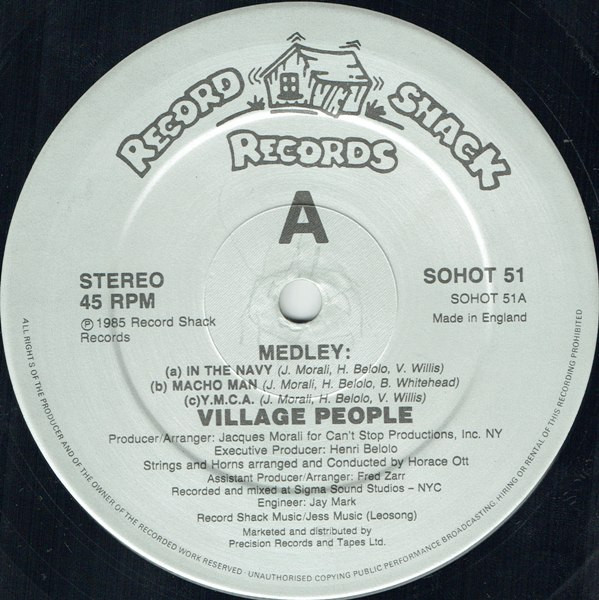 RECORD SHACK
RECORDS
A
STEREO
45 RPM
℗ 1985 Record Shack
Records
SOHOT 51
SOHOT 51A
Made in England
MEDLEY:
(a) IN THE NAVY (J. Morali, H. Belolo, V. Willis)
(b) MACHO MAN (J. Morali, H. Belolo, B. Whitehead)
(c)Y.M.C.A. (J. Morali, H. Belolo, V. Willis)
VILLAGE PEOPLE
Producer/Arranger: Jacques Morali for Can't Stop Productions, Inc. NY
Executive Producer: Henri Belolo
Strings and Horns arranged and Conducted by Horace Ott
Assistant Producer/Arranger: Fred Zarr
Recorded and mixed at Sigma Sound Studios – NYC
Engineer: Jay Mark
Record Shack Music/Jess Music (Leosong)
Marketed and distributed by
Precision Records and Tapes Ltd.
ALL RIGHTS OF THE PRODUCER AND OF THE OWNER OF THE RECORDED WORK RESERVED · UNAUTHORISED COPYING PUBLIC PERFORMANCE BROADCASTING, HIRING OR RENTAL OF THIS RECORDING PROHIBITED